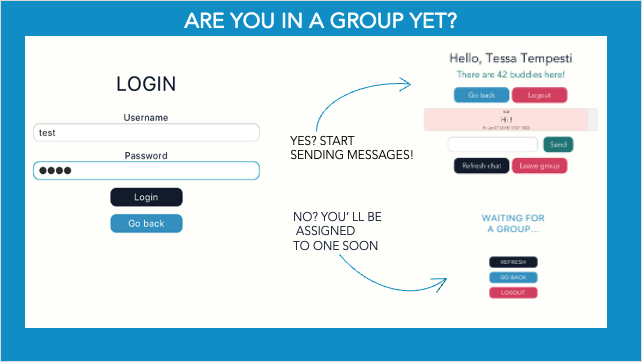 ARE YOU IN A GROUP YET?
LOGIN
Username
test
Password
Login
Go back
YES? START
SENDING MESSAGES!
NO? YOU' LL BE
ASSIGNED
TO ONE SOON
Hello, Tessa Tempesti
There are 42 buddies here!
Go back Logout
Hi !
Send
Refresh chat Leave group
WAITING FOR
A GROUP...
REFRESH
GO BACK
LOGOUT